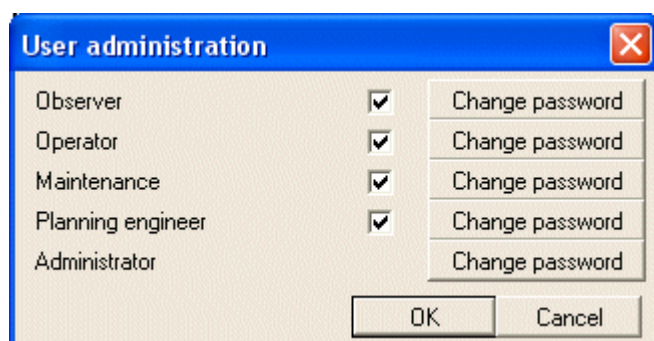 User administration
Observer Change password
Operator Change password
Maintenance Change password
Planning engineer Change password
Administrator Change password
OK Cancel